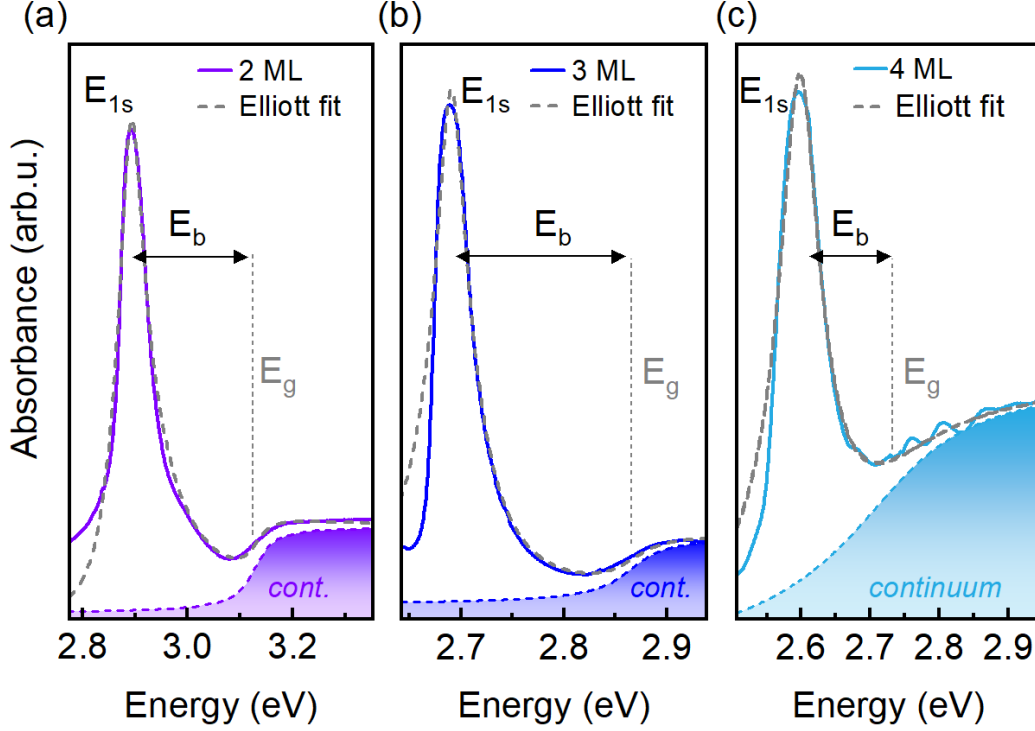 (a)
(b)
(c)
Absorbance (arb.u.)
E1s
2 ML
Elliott fit
Eb
Eg
cont.
2.8 3.0 3.2
Energy (eV)
E1s
3 ML
Elliott fit
Eb
Eg
cont.
2.7 2.8 2.9
Energy (eV)
E1s
4 ML
Elliott fit
Eb
Eg
continuum
2.6 2.7 2.8 2.9
Energy (eV)